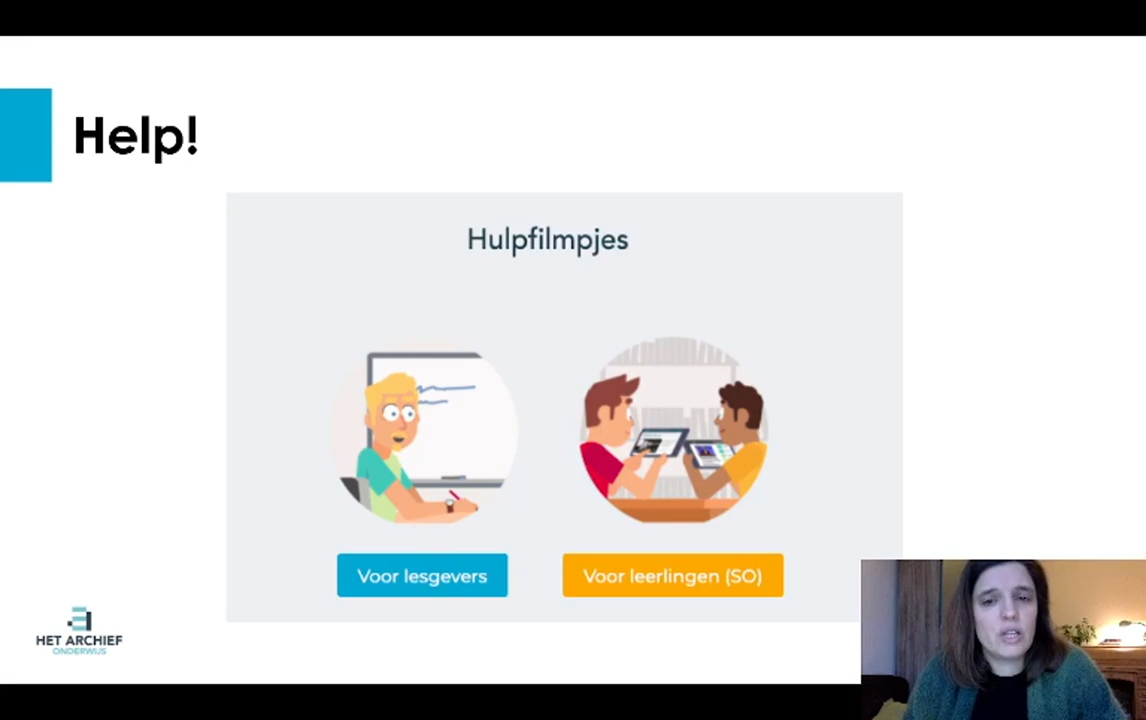 Help!
Hulpfilmpjes
Voor lesgevers
Voor leerlingen (SO)
HET ARCHIEF
ONDERWIJS